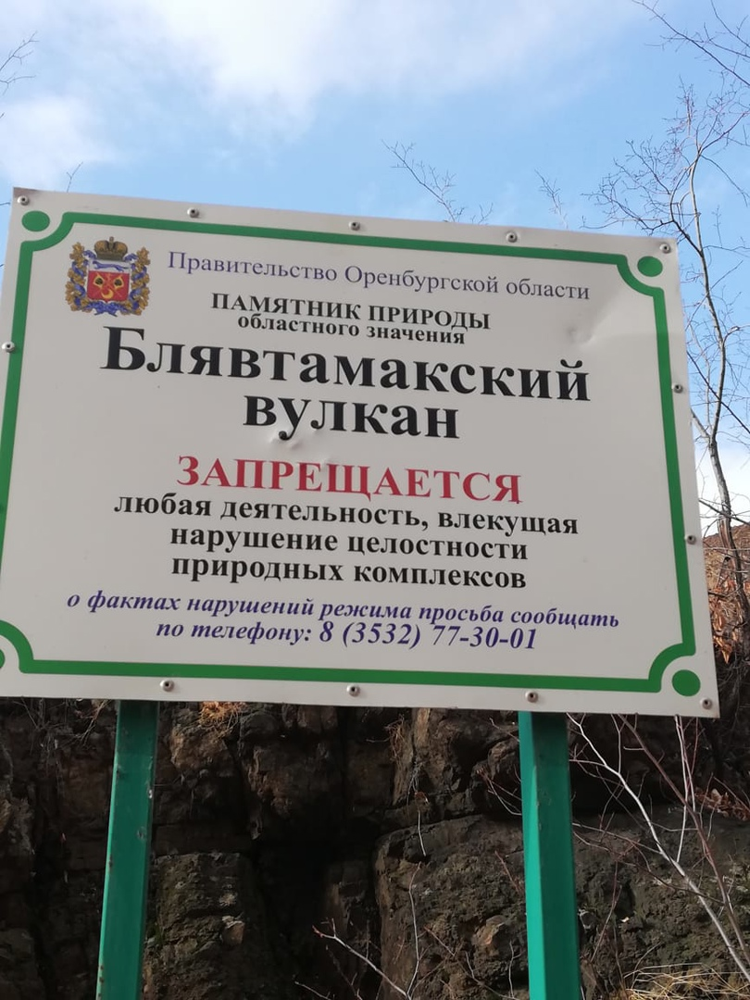 Правительство Оренбургской области
ПАМЯТНИК ПРИРОДЫ
областного значения
Блявтамакский
вулкан
ЗАПРЕЩАЕТСЯ
любая деятельность, влекущая
нарушение целостности
природных комплексов
о фактах нарушений режима просьба сообщать
по телефону: 8 (3532) 77-30-01